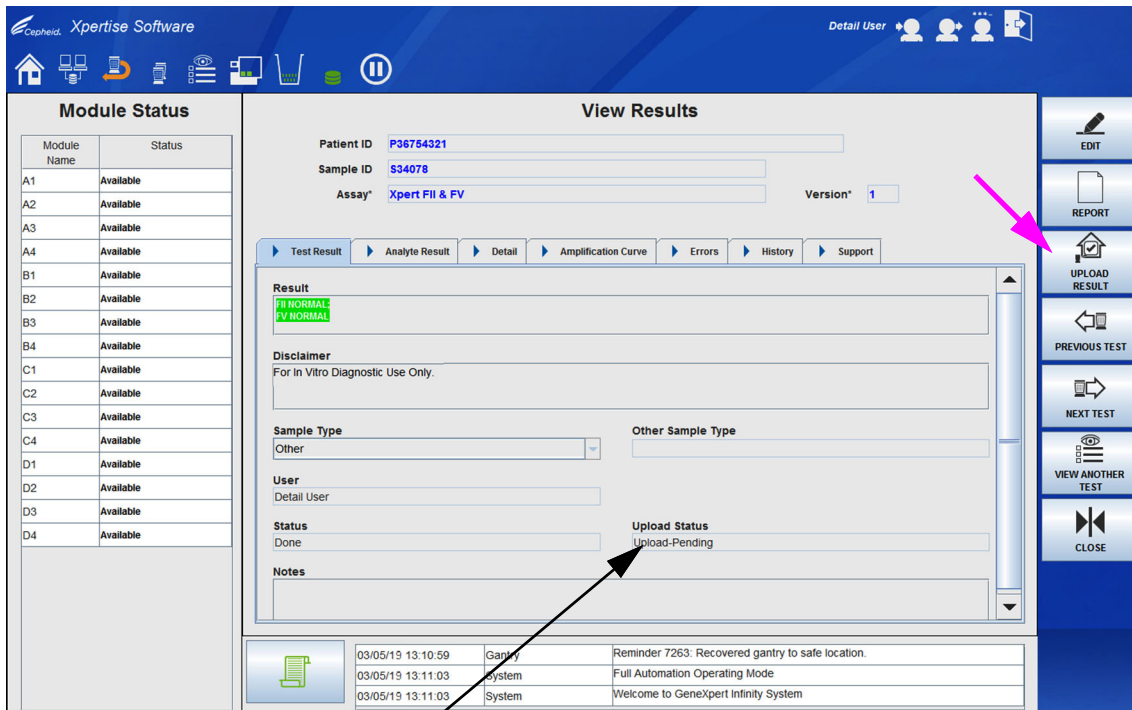 Cepheid. Xpertise Software
Detail User
Module Status
Module Name Status
A1 Available
A2 Available
A3 Available
A4 Available
B1 Available
B2 Available
B3 Available
B4 Available
C1 Available
C2 Available
C3 Available
C4 Available
D1 Available
D2 Available
D3 Available
D4 Available
View Results
Patient ID P36754321
Sample ID S34078
Assay* Xpert FII & FV Version* 1
Test Result Analyte Result Detail Amplification Curve Errors History Support
Result
FII NORMAL;
FV NORMAL
Disclaimer
For In Vitro Diagnostic Use Only.
Sample Type Other Sample Type
Other
User
Detail User
Status Upload Status
Done Upload-Pending
Notes
03/05/19 13:10:59 Gantry Reminder 7263: Recovered gantry to safe location.
03/05/19 13:11:03 System Full Automation Operating Mode
03/05/19 13:11:03 System Welcome to GeneXpert Infinity System
EDIT
REPORT
UPLOAD
RESULT
PREVIOUS TEST
NEXT TEST
VIEW ANOTHER
TEST
CLOSE